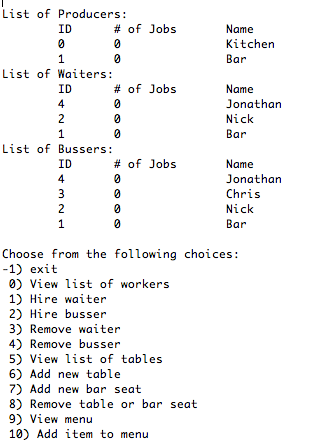 List of Producers:
ID # of Jobs Name
0 0 Kitchen
1 0 Bar
List of Waiters:
ID # of Jobs Name
4 0 Jonathan
2 0 Nick
1 0 Bar
List of Bussers:
ID # of Jobs Name
4 0 Jonathan
3 0 Chris
2 0 Nick
1 0 Bar
Choose from the following choices:
-1) exit
0) View list of workers
1) Hire waiter
2) Hire busser
3) Remove waiter
4) Remove busser
5) View list of tables
6) Add new table
7) Add new bar seat
8) Remove table or bar seat
9) View menu
10) Add item to menu